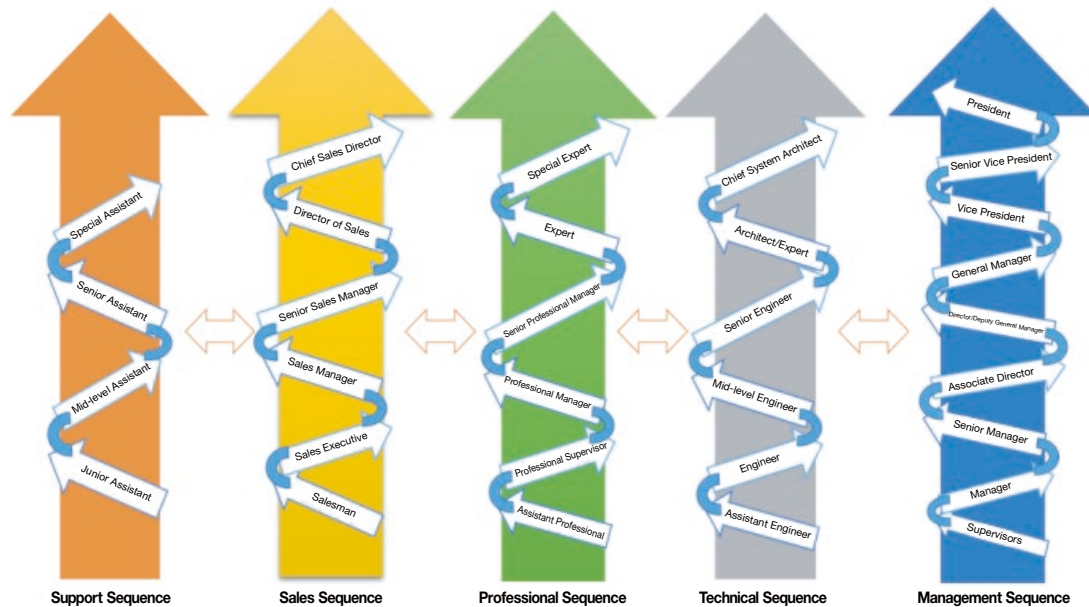 Special Assistant
Senior Assistant
Mid-level Assistant
Junior Assistant
Support Sequence
Chief Sales Director
Director of Sales
Senior Sales Manager
Sales Manager
Sales Executive
Salesman
Sales Sequence
Special Expert
Expert
Senior Professional Manager
Professional Manager
Professional Supervisor
Assistant Professional
Professional Sequence
Chief System Architect
Architect/Expert
Senior Engineer
Mid-level Engineer
Engineer
Assistant Engineer
Technical Sequence
President
Senior Vice President
Vice President
General Manager
Director/Deputy General Manager
Associate Director
Senior Manager
Manager
Supervisors
Management Sequence